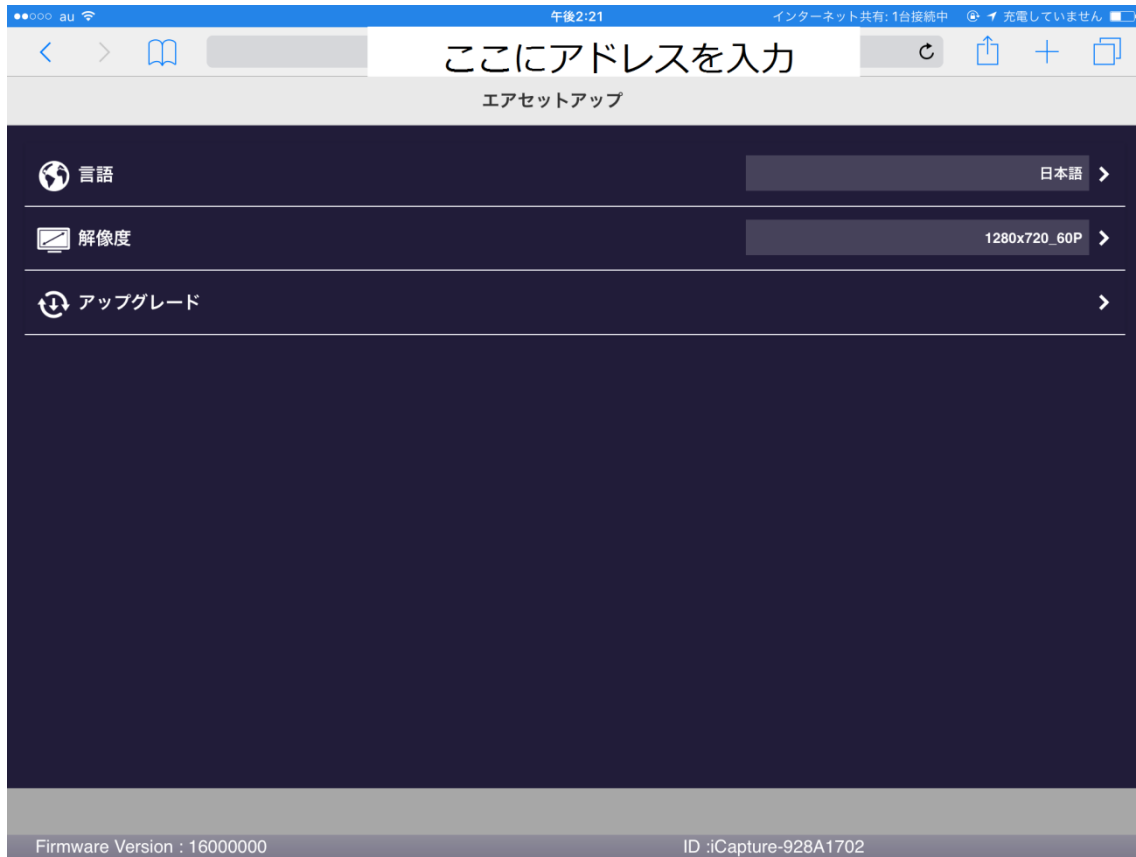 ●●○○○ au 午後2:21 インターネット共有: 1台接続中 充電していません
ここにアドレスを入力
エアセットアップ
言語 日本語
解像度 1280x720_60P
アップグレード
Firmware Version : 16000000 ID :iCapture-928A1702